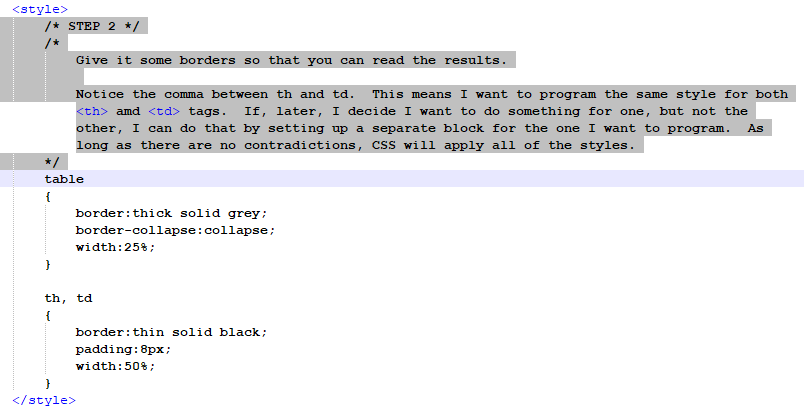 <style>
/* STEP 2 */
/*
Give it some borders so that you can read the results.
Notice the comma between th and td.  This means I want to program the same style for both
<th> amd <td> tags.  If, later, I decide I want to do something for one, but not the
other, I can do that by setting up a separate block for the one I want to program.  As
long as there are no contradictions, CSS will apply all of the styles.
*/
table
{
border:thick solid grey;
border-collapse:collapse;
width:25%;
}
th, td
{
border:thin solid black;
padding:8px;
width:50%;
}
</style>